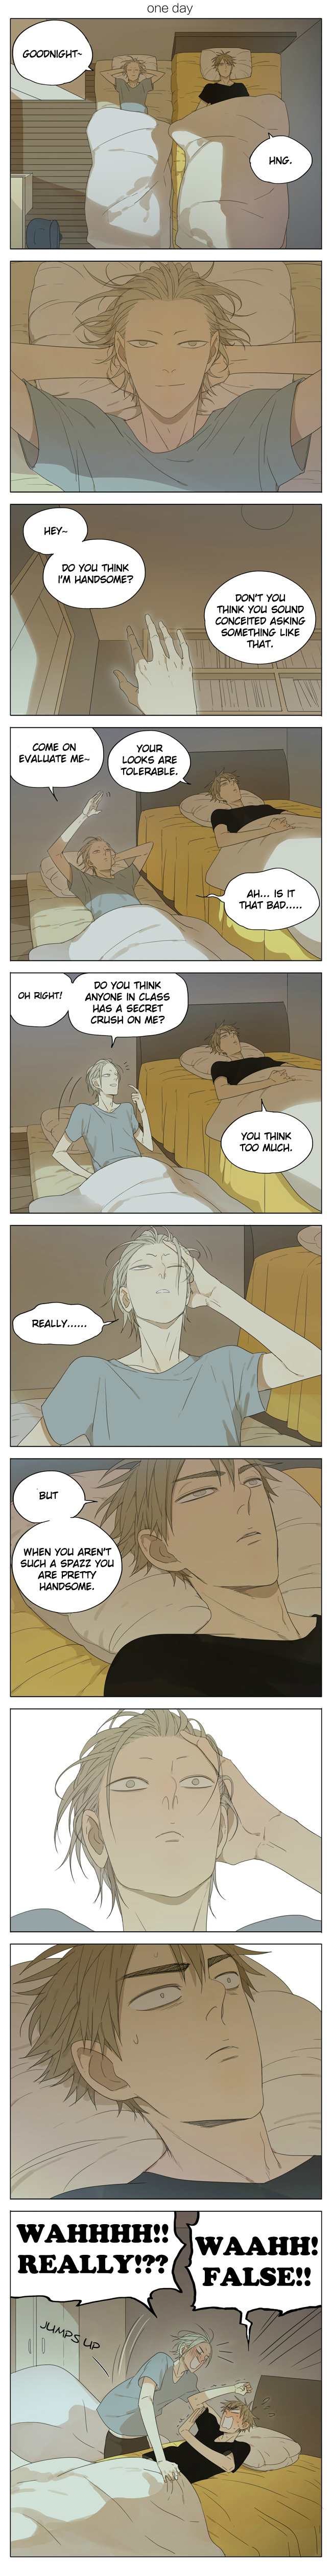 one day
GOODNIGHT~
HNG.
HEY~
DO YOU THINK
I'M HANDSOME?
DON'T YOU
THINK YOU SOUND
CONCEITED ASKING
SOMETHING LIKE
THAT.
COME ON
EVALUATE ME~
YOUR
LOOKS ARE
TOLERABLE.
AH... IS IT
THAT BAD.....
OH RIGHT!
DO YOU THINK
ANYONE IN CLASS
HAS A SECRET
CRUSH ON ME?
YOU THINK
TOO MUCH.
REALLY......
BUT
WHEN YOU AREN'T
SUCH A SPAZZ YOU
ARE PRETTY
HANDSOME.
WAHHHH!!
REALLY!??
WAAHH!
FALSE!!
JUMPS UP